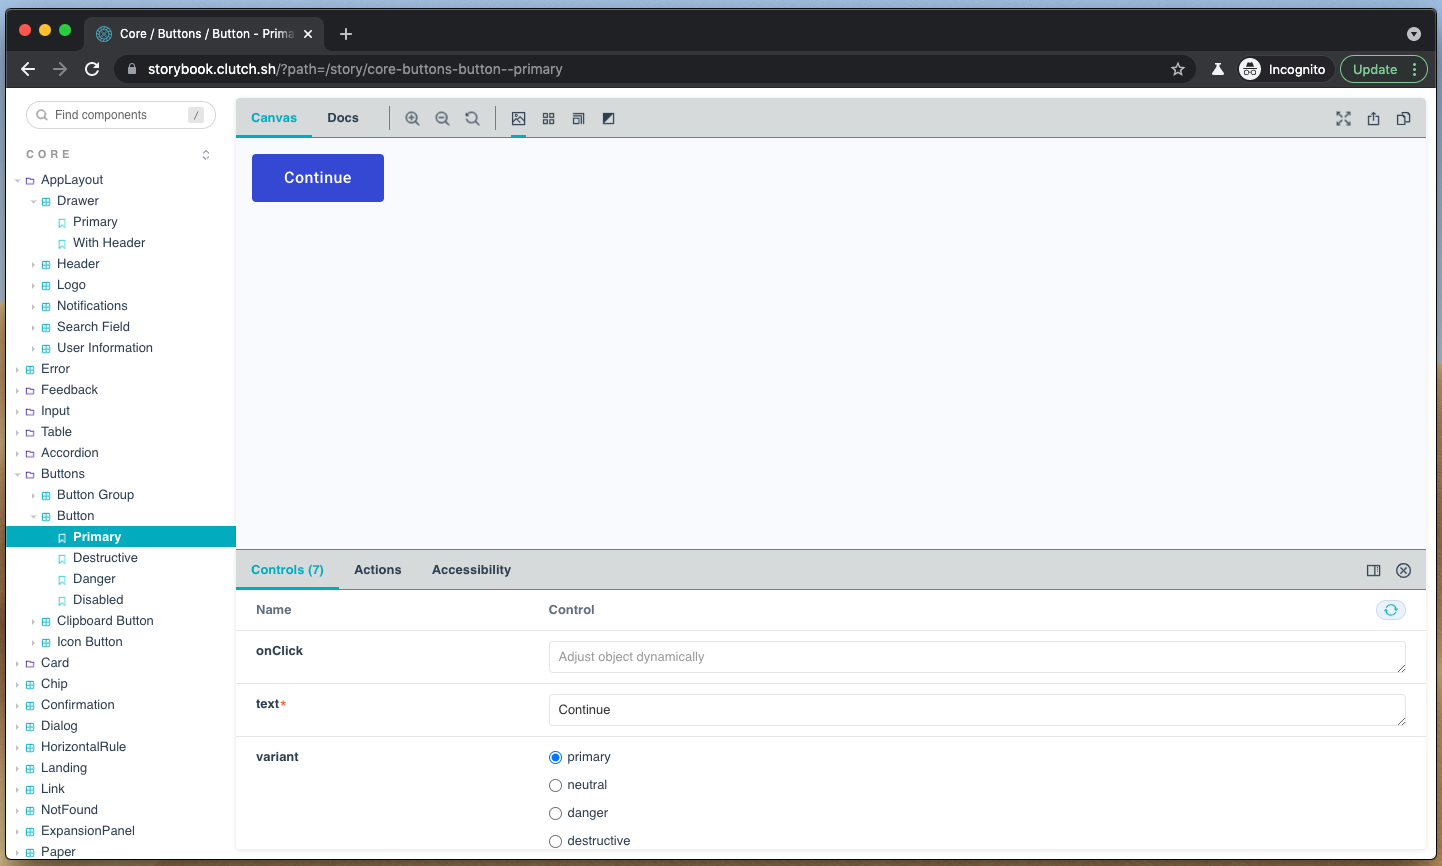 Core / Buttons / Button - Prima
storybook.clutch.sh/?path=/story/core-buttons-button--primary
Incognito
Update
Find components
/
CORE
AppLayout
Drawer
Primary
With Header
Header
Logo
Notifications
Search Field
User Information
Error
Feedback
Input
Table
Accordion
Buttons
Button Group
Button
Primary
Destructive
Danger
Disabled
Clipboard Button
Icon Button
Card
Chip
Confirmation
Dialog
HorizontalRule
Landing
Link
NotFound
ExpansionPanel
Paper
Canvas Docs
Continue
Controls (7) Actions Accessibility
Name Control
onClick Adjust object dynamically
text* Continue
variant primary
neutral
danger
destructive